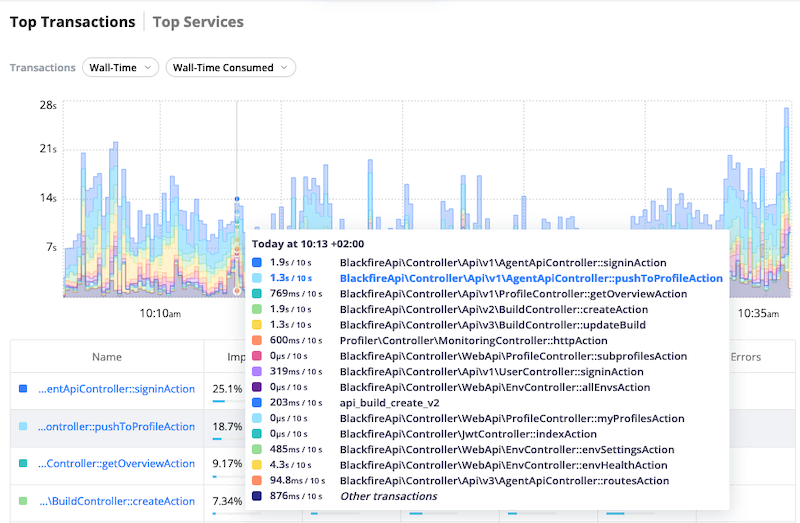 Top Transactions Top Services
Transactions Wall-Time Wall-Time Consumed
28s
21s
14s
7s
10:10am
10:35am
Today at 10:13 +02:00
1.9s / 10 s BlackfireApi\Controller\Api\v1\AgentApiController::signinAction
1.3s / 10 s BlackfireApi\Controller\Api\v1\AgentApiController::pushToProfileAction
769ms / 10 s BlackfireApi\Controller\Api\v1\ProfileController::getOverviewAction
1.9s / 10 s BlackfireApi\Controller\Api\v2\BuildController::createAction
1.3s / 10 s BlackfireApi\Controller\Api\v3\BuildController::updateBuild
600ms / 10 s Profiler\Controller\MonitoringController::httpAction
0μs / 10 s BlackfireApi\Controller\WebApi\ProfileController::subprofilesAction
319ms / 10 s BlackfireApi\Controller\Api\v1\UserController::signinAction
0μs / 10 s BlackfireApi\Controller\WebApi\EnvController::allEnvsAction
203ms / 10 s api_build_create_v2
0μs / 10 s BlackfireApi\Controller\WebApi\ProfileController::myProfilesAction
0μs / 10 s BlackfireApi\Controller\JwtController::indexAction
485ms / 10 s BlackfireApi\Controller\WebApi\EnvController::envSettingsAction
4.3s / 10 s BlackfireApi\Controller\WebApi\EnvController::envHealthAction
94.8ms / 10 s BlackfireApi\Controller\Api\v3\AgentApiController::routesAction
876ms / 10 s Other transactions
Name Imp Errors
...entApiController::signinAction 25.1%
...ontroller::pushToProfileAction 18.7%
...Controller::getOverviewAction 9.17%
...\BuildController::createAction 7.34%